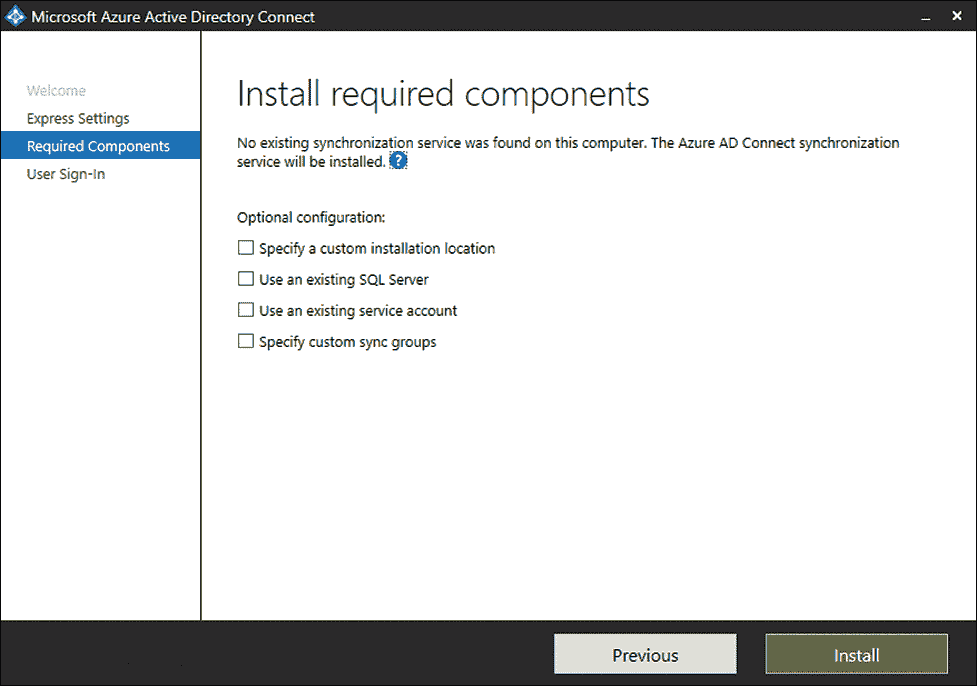 Microsoft Azure Active Directory Connect
Welcome
Express Settings
Required Components
User Sign-In
Install required components
No existing synchronization service was found on this computer. The Azure AD Connect synchronization
service will be installed. ?
Optional configuration:
Specify a custom installation location
Use an existing SQL Server
Use an existing service account
Specify custom sync groups
Previous
Install